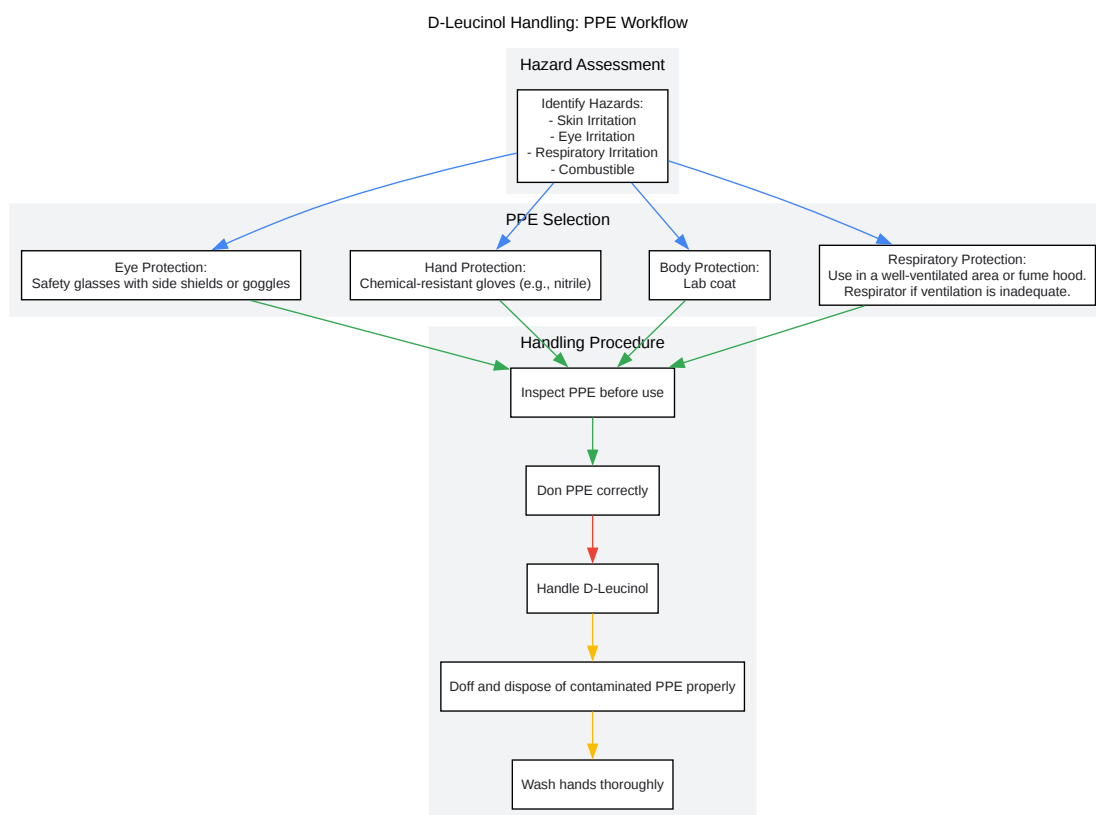 D-Leucinol Handling: PPE Workflow
Hazard Assessment
Identify Hazards:
- Skin Irritation
- Eye Irritation
- Respiratory Irritation
- Combustible
PPE Selection
Eye Protection:
Safety glasses with side shields or goggles
Hand Protection:
Chemical-resistant gloves (e.g., nitrile)
Body Protection:
Lab coat
Respiratory Protection:
Use in a well-ventilated area or fume hood.
Respirator if ventilation is inadequate.
Handling Procedure
Inspect PPE before use
Don PPE correctly
Handle D-Leucinol
Doff and dispose of contaminated PPE properly
Wash hands thoroughly